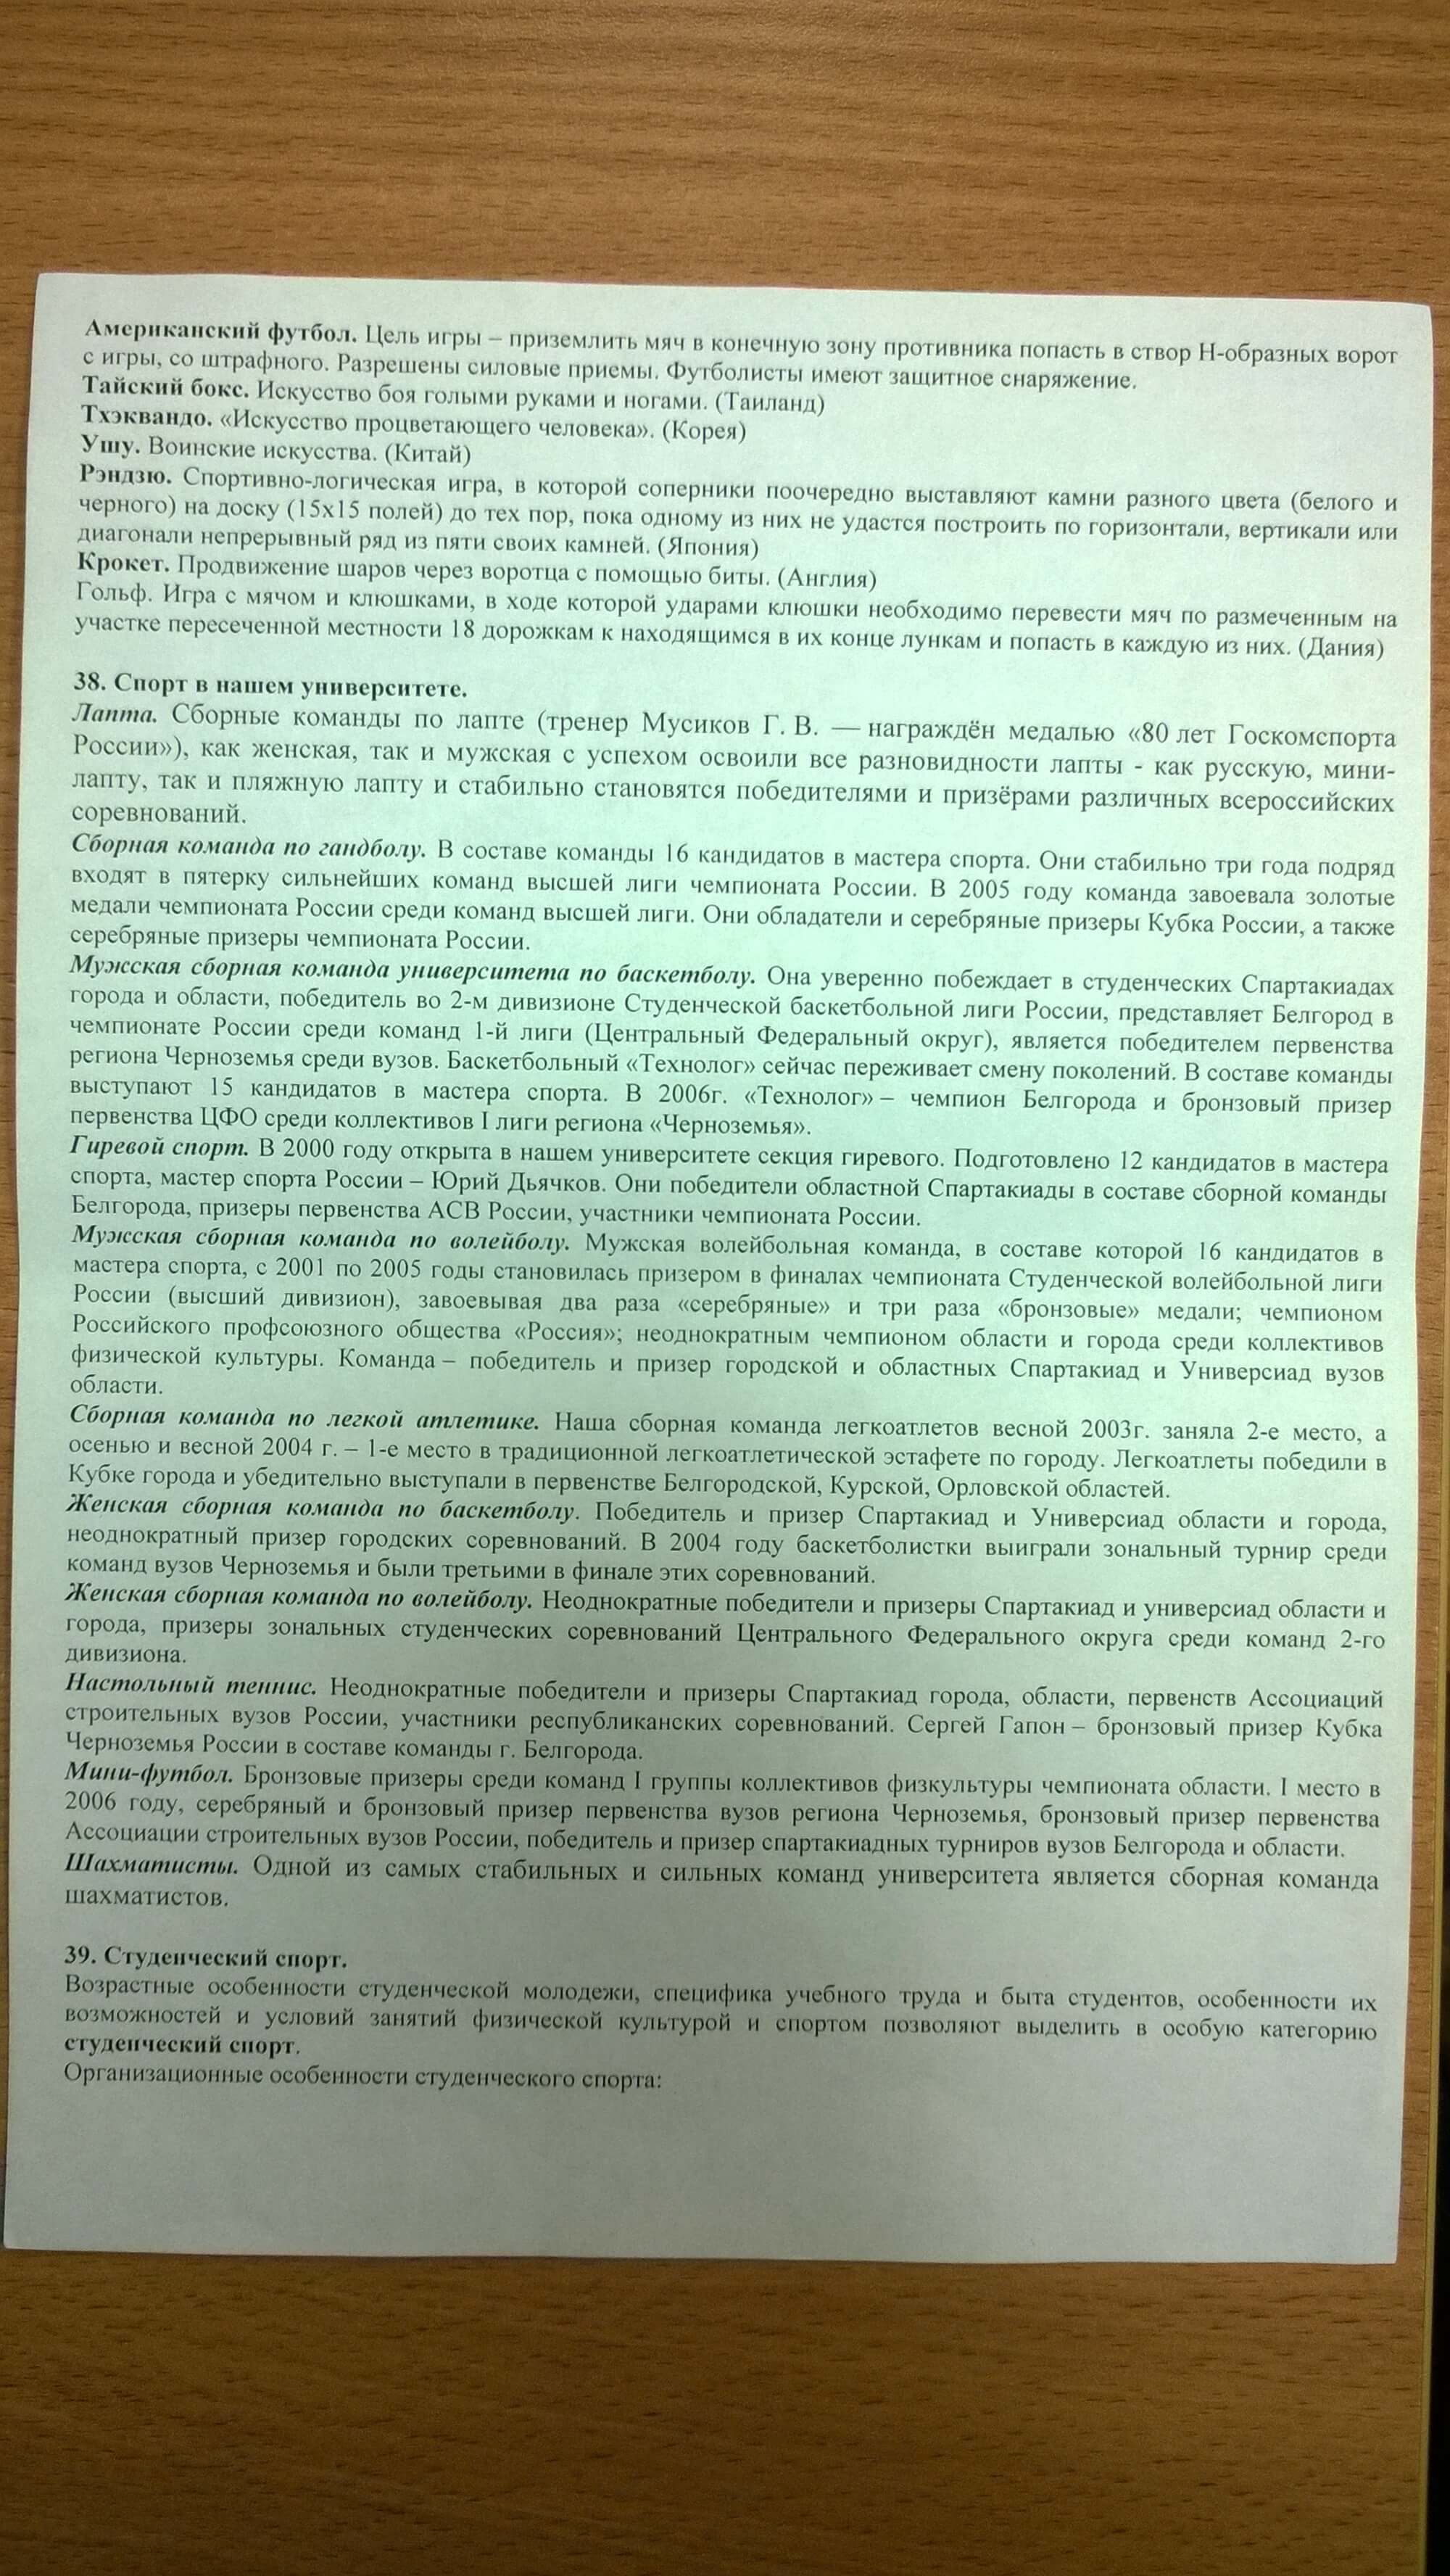 Американский футбол. Цель игры – приземлить мяч в конечную зону противника попасть в створ Н-образных ворот
с игры, со штрафного. Разрешены силовые приемы. Футболисты имеют защитное снаряжение.
Тайский бокс. Искусство боя голыми руками и ногами. (Таиланд)
Тхэквандо. «Искусство процветающего человека». (Корея)
Ушу. Воинские искусства. (Китай)
Рэндзю. Спортивно-логическая игра, в которой соперники поочередно выставляют камни разного цвета (белого и
черного) на доску (15х15 полей) до тех пор, пока одному из них не удастся построить по горизонтали, вертикали или
диагонали непрерывный ряд из пяти своих камней. (Япония)
Крокет. Продвижение шаров через воротца с помощью биты. (Англия)
Гольф. Игра с мячом и клюшками, в ходе которой ударами клюшки необходимо перевести мяч по размеченным на
участке пересеченной местности 18 дорожкам к находящимся в их конце лункам и попасть в каждую из них. (Дания)
38. Спорт в нашем университете.
Лапта. Сборные команды по лапте (тренер Мусиков Г. В. — награждён медалью «80 лет Госкомспорта
России»), как женская, так и мужская с успехом освоили все разновидности лапты - как русскую, мини-
лапту, так и пляжную лапту и стабильно становятся победителями и призёрами различных всероссийских
соревнований.
Сборная команда по гандболу. В составе команды 16 кандидатов в мастера спорта. Они стабильно три года подряд
входят в пятерку сильнейших команд высшей лиги чемпионата России. В 2005 году команда завоевала золотые
медали чемпионата России среди команд высшей лиги. Они обладатели и серебряные призеры Кубка России, а также
серебряные призеры чемпионата России.
Мужская сборная команда университета по баскетболу. Она уверенно побеждает в студенческих Спартакиадах
города и области, победитель во 2-м дивизионе Студенческой баскетбольной лиги России, представляет Белгород в
чемпионате России среди команд 1-й лиги (Центральный Федеральный округ), является победителем первенства
региона Черноземья среди вузов. Баскетбольный «Технолог» сейчас переживает смену поколений. В составе команды
выступают 15 кандидатов в мастера спорта. В 2006г. «Технолог» – чемпион Белгорода и бронзовый призер
первенства ЦФО среди коллективов I лиги региона «Черноземья».
Гиревой спорт. В 2000 году открыта в нашем университете секция гиревого. Подготовлено 12 кандидатов в мастера
спорта, мастер спорта России – Юрий Дьячков. Они победители областной Спартакиады в составе сборной команды
Белгорода, призеры первенства АСВ России, участники чемпионата России.
Мужская сборная команда по волейболу. Мужская волейбольная команда, в составе которой 16 кандидатов в
мастера спорта, с 2001 по 2005 годы становилась призером в финалах чемпионата Студенческой волейбольной лиги
России (высший дивизион), завоевывая два раза «серебряные» и три раза «бронзовые» медали; чемпионом
Российского профсоюзного общества «Россия»; неоднократным чемпионом области и города среди коллективов
физической культуры. Команда – победитель и призер городской и областных Спартакиад и Универсиад вузов
области.
Сборная команда по легкой атлетике. Наша сборная команда легкоатлетов весной 2003г. заняла 2-е место, а
осенью и весной 2004 г. – 1-е место в традиционной легкоатлетической эстафете по городу. Легкоатлеты победили в
Кубке города и убедительно выступали в первенстве Белгородской, Курской, Орловской областей.
Женская сборная команда по баскетболу. Победитель и призер Спартакиад и Универсиад области и города,
неоднократный призер городских соревнований. В 2004 году баскетболистки выиграли зональный турнир среди
команд вузов Черноземья и были третьими в финале этих соревнований.
Женская сборная команда по волейболу. Неоднократные победители и призеры Спартакиад и универсиад области и
города, призеры зональных студенческих соревнований Центрального Федерального округа среди команд 2-го
дивизиона.
Настольный теннис. Неоднократные победители и призеры Спартакиад города, области, первенств Ассоциаций
строительных вузов России, участники республиканских соревнований. Сергей Гапон – бронзовый призер Кубка
Черноземья России в составе команды г. Белгорода.
Мини-футбол. Бронзовые призеры среди команд I группы коллективов физкультуры чемпионата области. I место в
2006 году, серебряный и бронзовый призер первенства вузов региона Черноземья, бронзовый призер первенства
Ассоциации строительных вузов России, победитель и призер спартакиадных турниров вузов Белгорода и области.
Шахматисты. Одной из самых стабильных и сильных команд университета является сборная команда
шахматистов.
39. Студенческий спорт.
Возрастные особенности студенческой молодежи, специфика учебного труда и быта студентов, особенности их
возможностей и условий занятий физической культурой и спортом позволяют выделить в особую категорию
студенческий спорт.
Организационные особенности студенческого спорта: